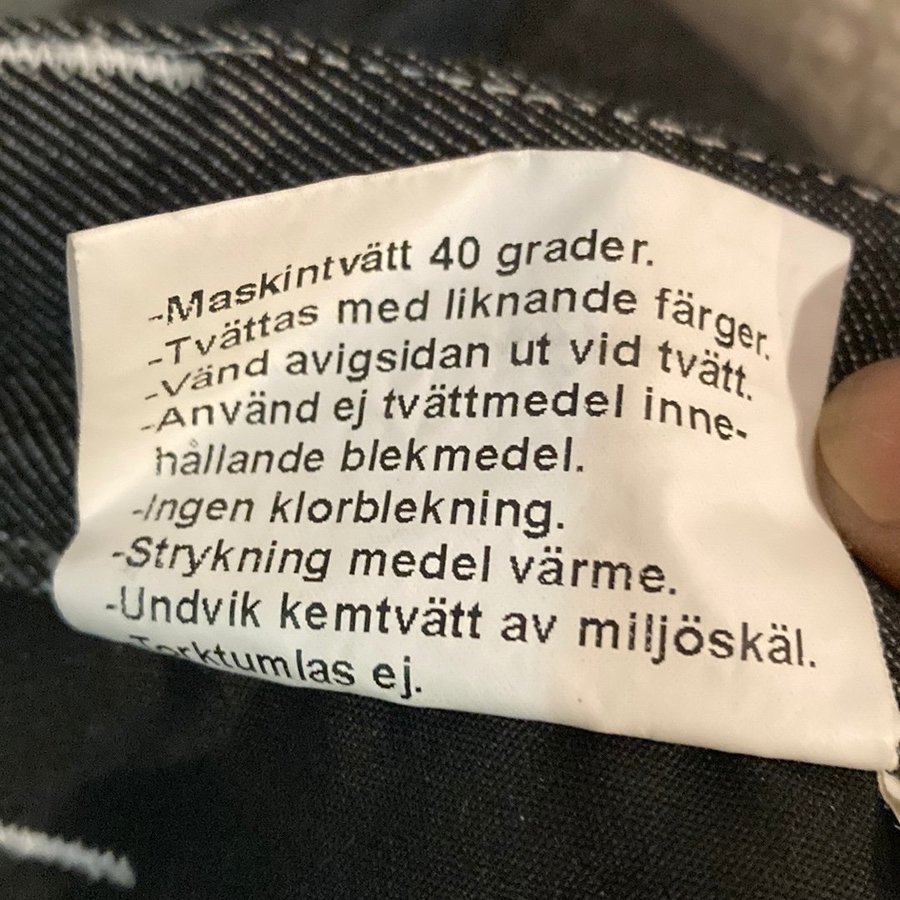 -Maskintvätt 40 grader.
-Tvättas med liknande färger.
-Vänd avigsidan ut vid tvätt.
-Använd ej tvättmedel inne-
hållande blekmedel.
-Ingen klorblekning.
-Strykning medel värme.
-Undvik kemtvätt av miljöskäl.
Torktumlas ej.